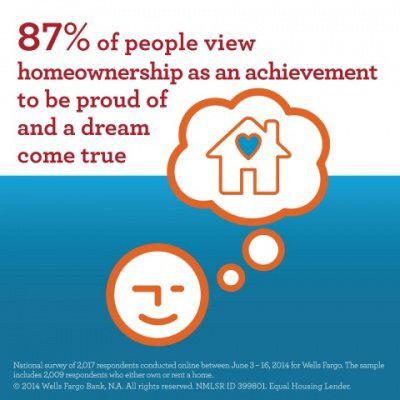 87% of people view
homeownership as an achievement
to be proud of
and a dream
come true
National survey of 2,017 respondents conducted online between June 3 – 16, 2014 for Wells Fargo. The sample
includes 2,009 respondents who either own or rent a home.
© 2014 Wells Fargo Bank, N.A. All rights reserved. NMLSR ID 399801. Equal Housing Lender.